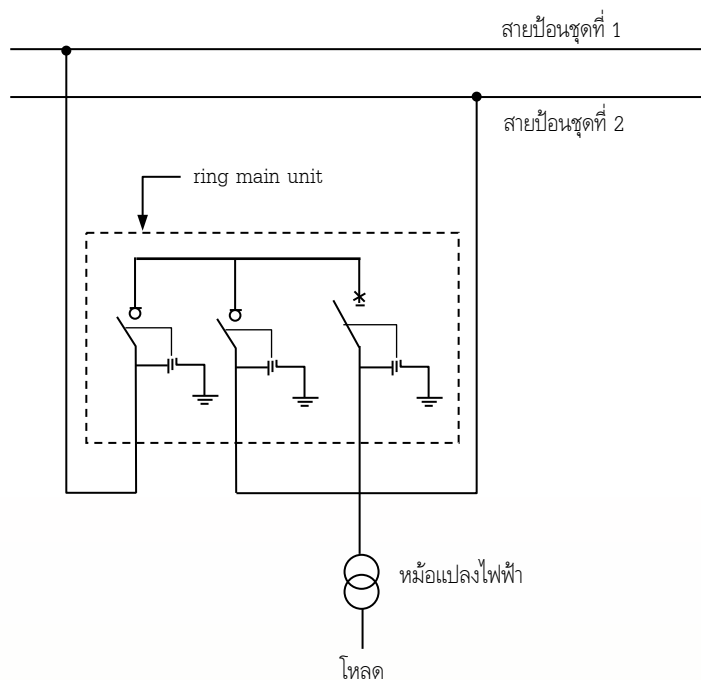 สายป้อนชุดที่ 1
สายป้อนชุดที่ 2
ring main unit
หม้อแปลงไฟฟ้า
โหลด